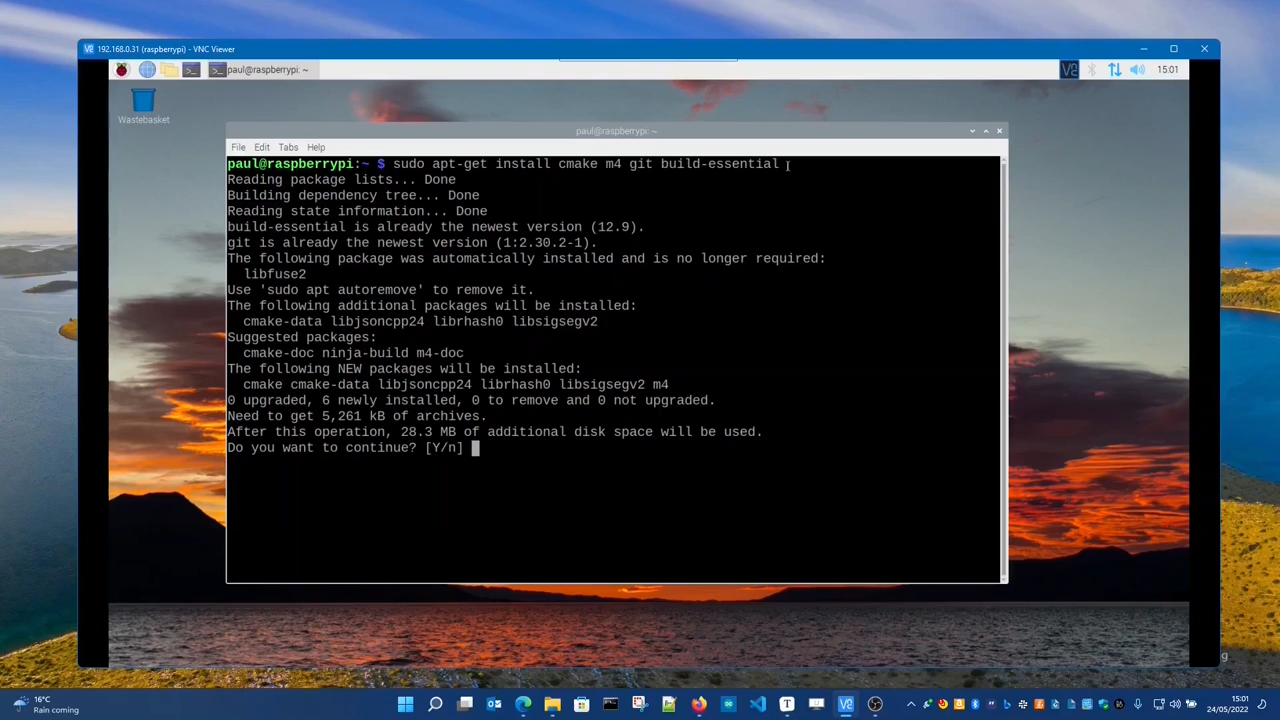 192.168.0.31 (raspberrypi) - VNC Viewer
paul@raspberrypi: ~
15:01
Wastebasket
paul@raspberrypi: ~
File Edit Tabs Help
paul@raspberrypi:~ $ sudo apt-get install cmake m4 git build-essential
Reading package lists... Done
Building dependency tree... Done
Reading state information... Done
build-essential is already the newest version (12.9).
git is already the newest version (1:2.30.2-1).
The following package was automatically installed and is no longer required:
libfuse2
Use 'sudo apt autoremove' to remove it.
The following additional packages will be installed:
cmake-data libjsoncpp24 librhash0 libsigsegv2
Suggested packages:
cmake-doc ninja-build m4-doc
The following NEW packages will be installed:
cmake cmake-data libjsoncpp24 librhash0 libsigsegv2 m4
0 upgraded, 6 newly installed, 0 to remove and 0 not upgraded.
Need to get 5,261 kB of archives.
After this operation, 28.3 MB of additional disk space will be used.
Do you want to continue? [Y/n]
16°C
Rain coming
15:01
24/05/2022